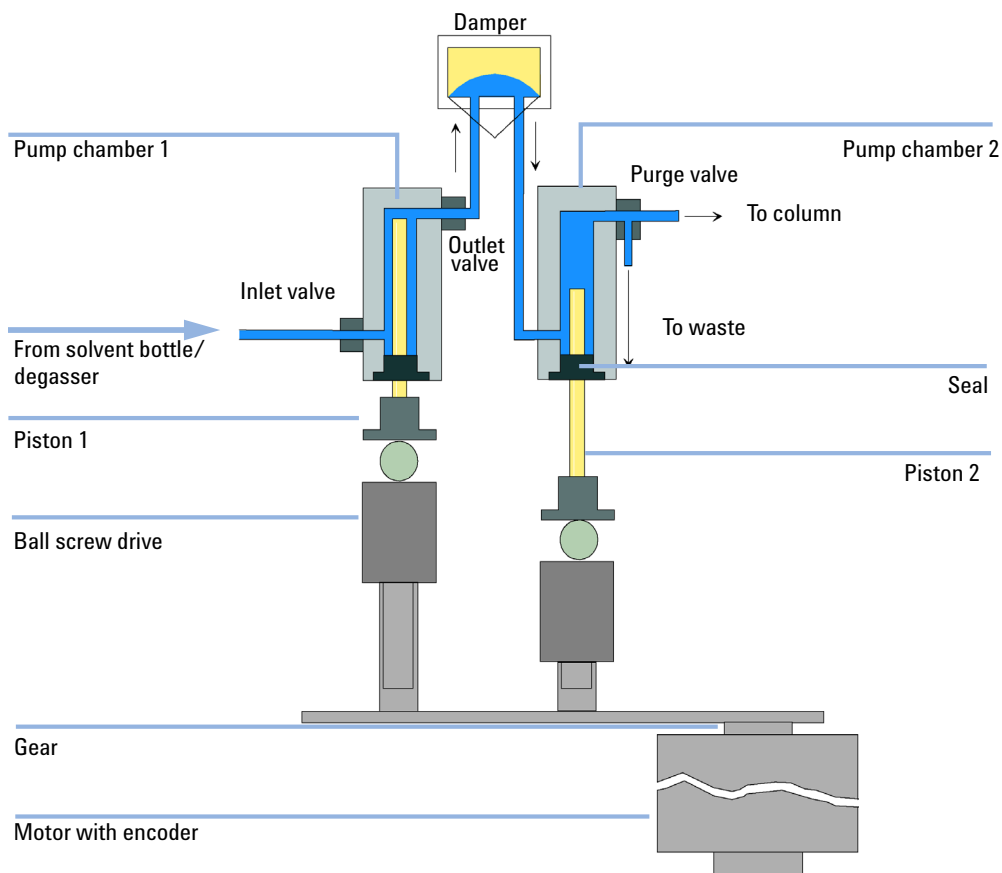 Damper
Pump chamber 1
Pump chamber 2
Purge valve
To column
Outlet
valve
Inlet valve
To waste
From solvent bottle/
degasser
Seal
Piston 1
Piston 2
Ball screw drive
Gear
Motor with encoder